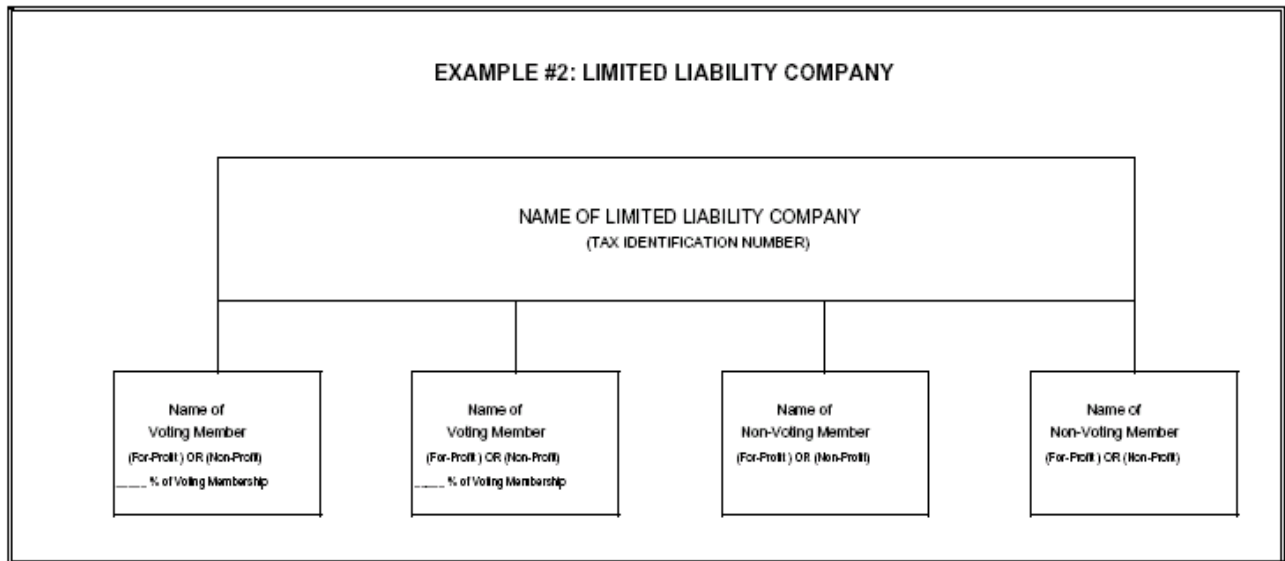 EXAMPLE #2: LIMITED LIABILITY COMPANY
NAME OF LIMITED LIABILITY COMPANY
(TAX IDENTIFICATION NUMBER)
Name of
Voting Member
(For-Profit ) OR (Non-Profit)
_____ % of Voting Membership
Name of
Voting Member
(For-Profit ) OR (Non-Profit)
_____ % of Voting Membership
Name of
Non-Voting Member
(For-Profit ) OR (Non-Profit)
Name of
Non-Voting Member
(For-Profit ) OR (Non-Profit)